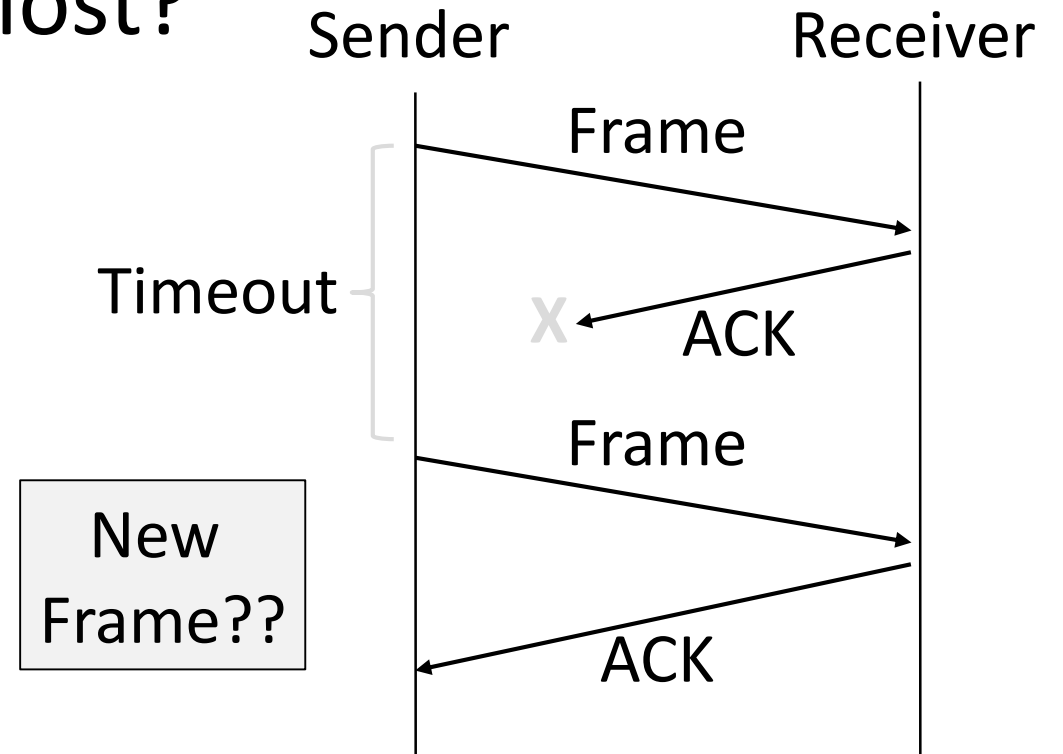 lost?
Sender
Receiver
Frame
Timeout
X
ACK
Frame
New
Frame??
ACK